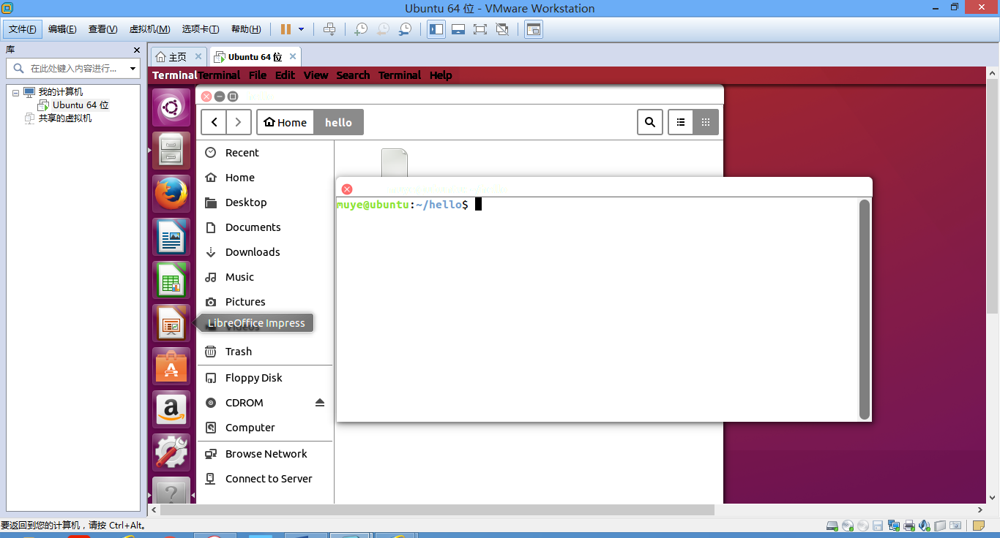 Ubuntu 64 位 - VMware Workstation
文件(F) 编辑(E) 查看(V) 虚拟机(M) 选项卡(T) 帮助(H)
库
主页
Ubuntu 64 位
在此处键入内容进行...
我的计算机
Ubuntu 64 位
共享的虚拟机
TerminalTerminal File Edit View Search Terminal Help
Home
hello
Recent
Home
Desktop
Documents
Downloads
Music
Pictures
LibreOffice Impress
Videos
Trash
Floppy Disk
CDROM
Computer
Browse Network
Connect to Server
muye@ubuntu:~/hello$
要返回到您的计算机，请按 Ctrl+Alt。